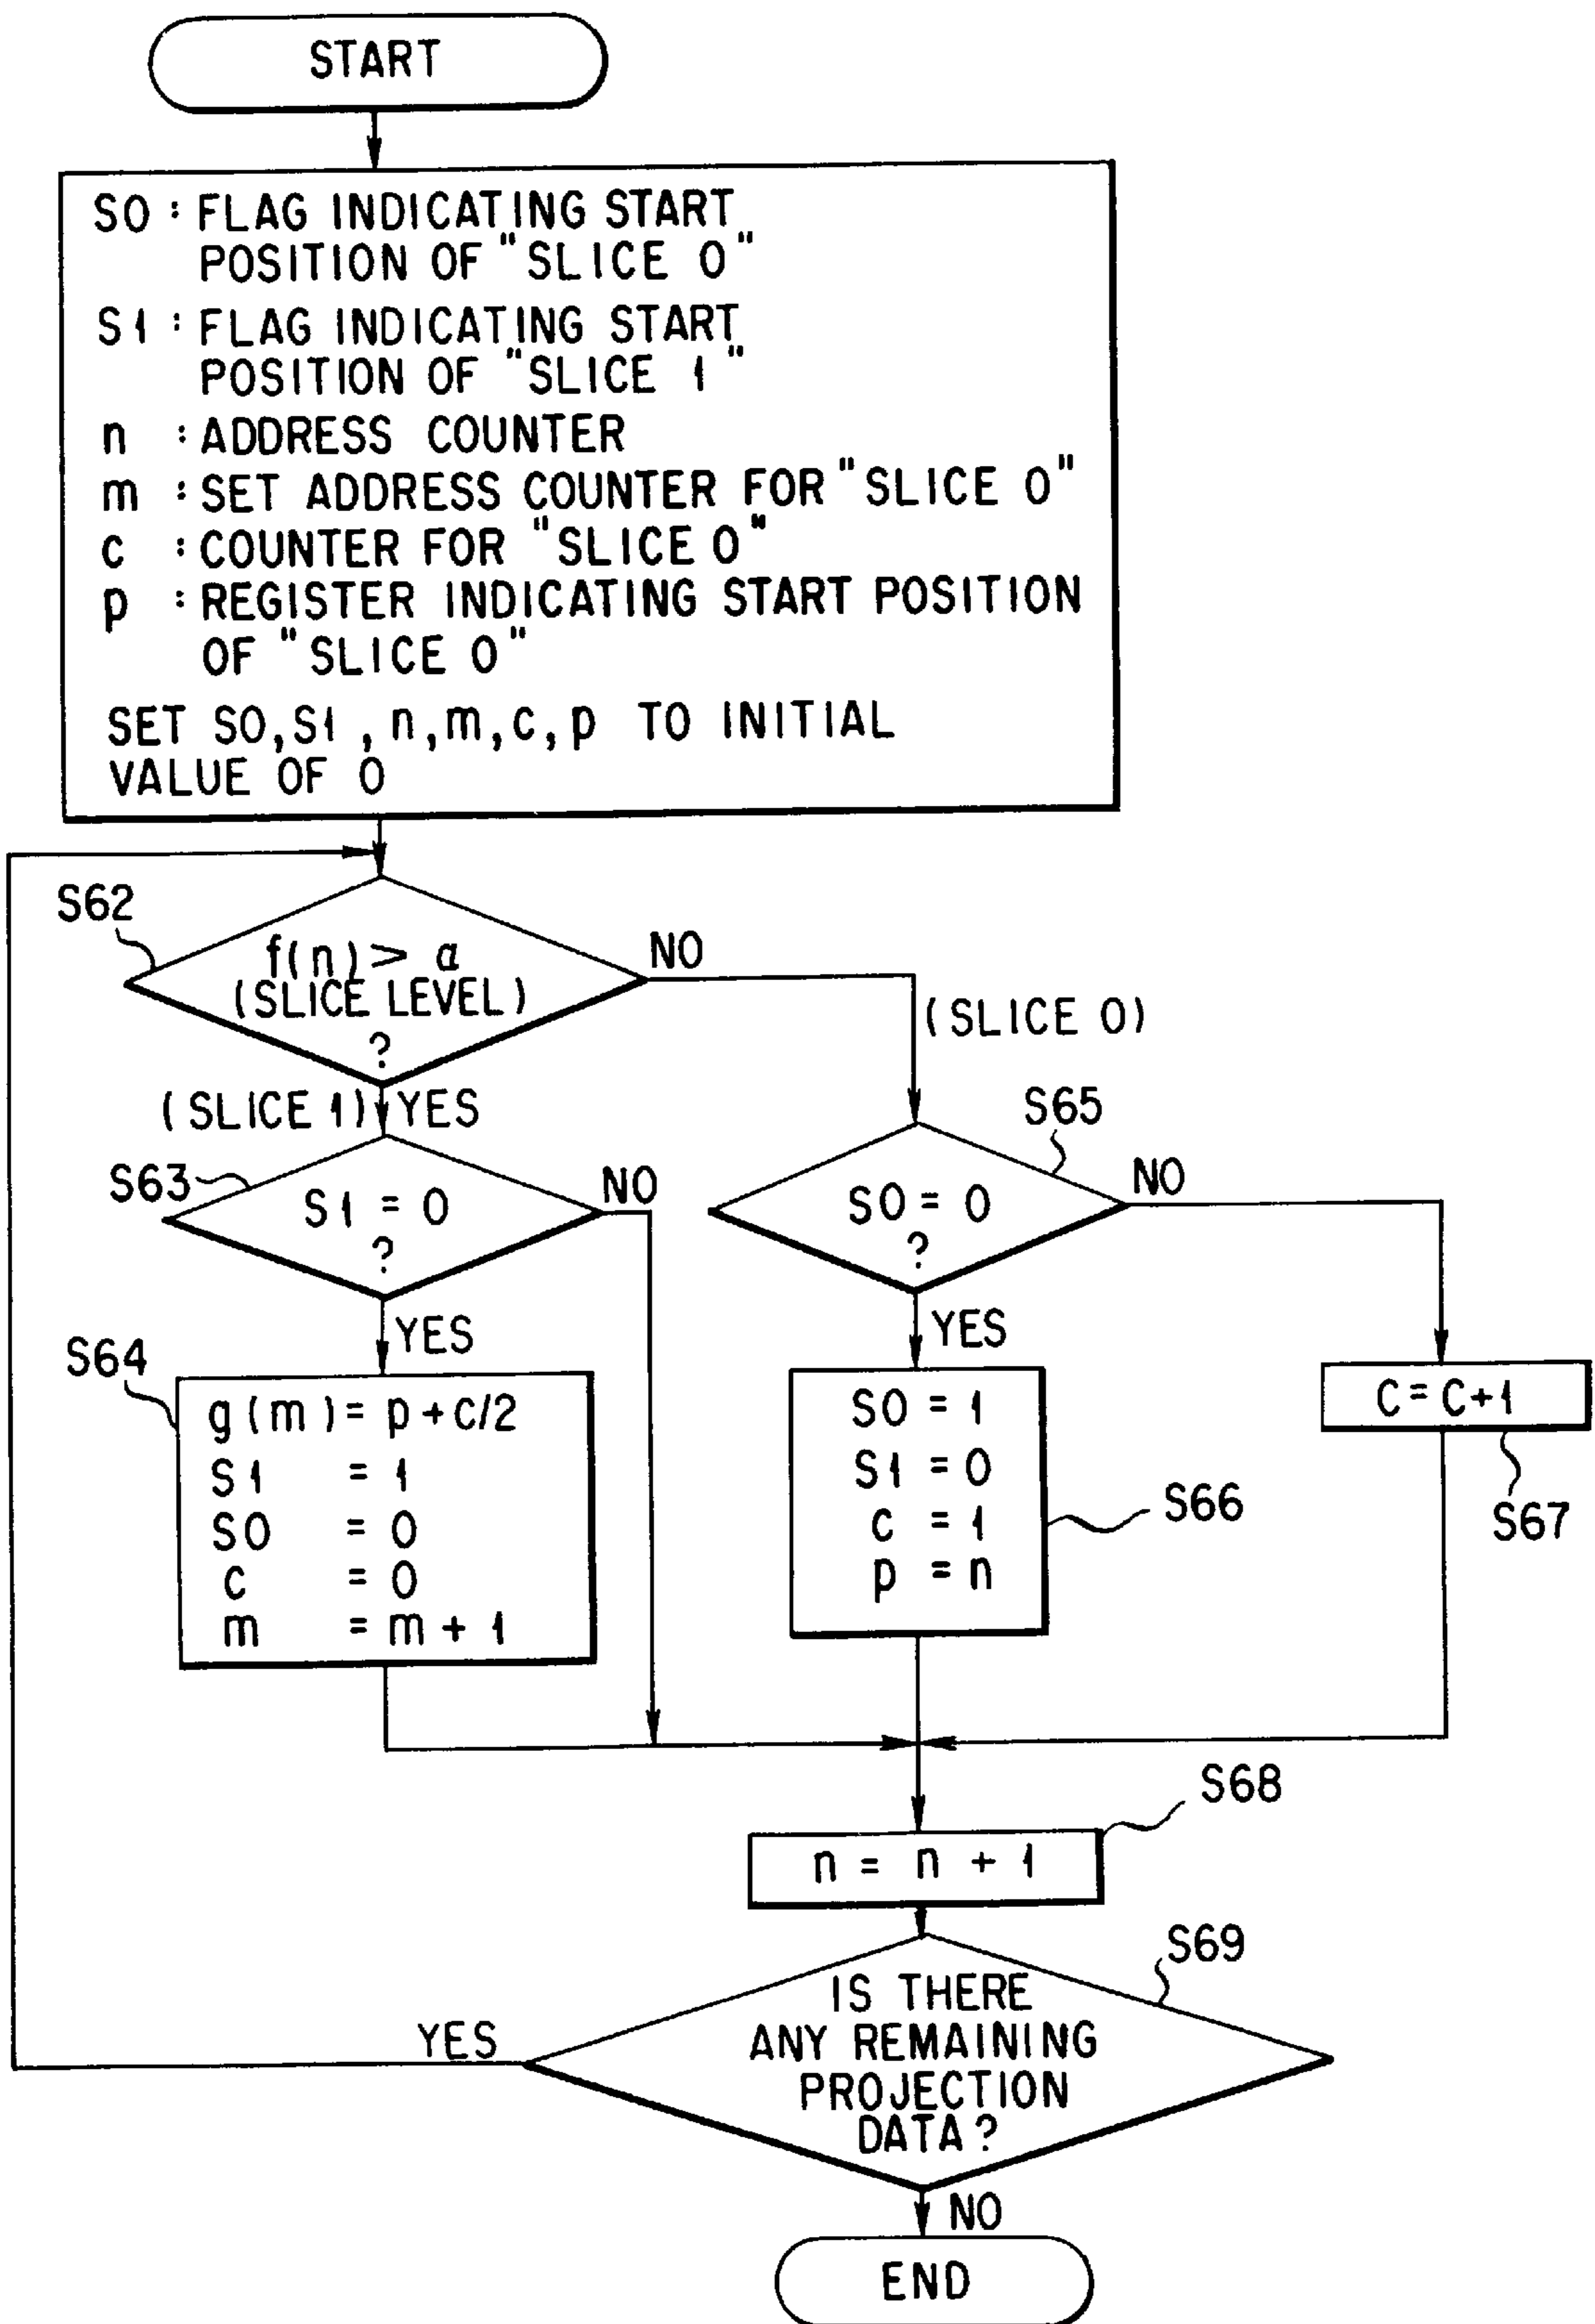 START
S0 : FLAG INDICATING START
POSITION OF "SLICE 0"
S1 : FLAG INDICATING START
POSITION OF "SLICE 1"
n : ADDRESS COUNTER
m : SET ADDRESS COUNTER FOR "SLICE 0"
c : COUNTER FOR "SLICE 0"
p : REGISTER INDICATING START POSITION
OF "SLICE 0"
SET S0, S1, n, m, c, p TO INITIAL
VALUE OF 0
S62
f(n) > α
(SLICE LEVEL)
?
NO
(SLICE 0)
(SLICE 1) YES
S63
S1 = 0
?
NO
S65
S0 = 0
?
NO
YES
YES
S64
g(m) = p + c/2
S1 = 1
S0 = 0
c = 0
m = m + 1
S0 = 1
S1 = 0
c = 1
p = n
S66
C = C+1
S67
S68
n = n + 1
S69
IS THERE
ANY REMAINING
PROJECTION
DATA?
YES
NO
END